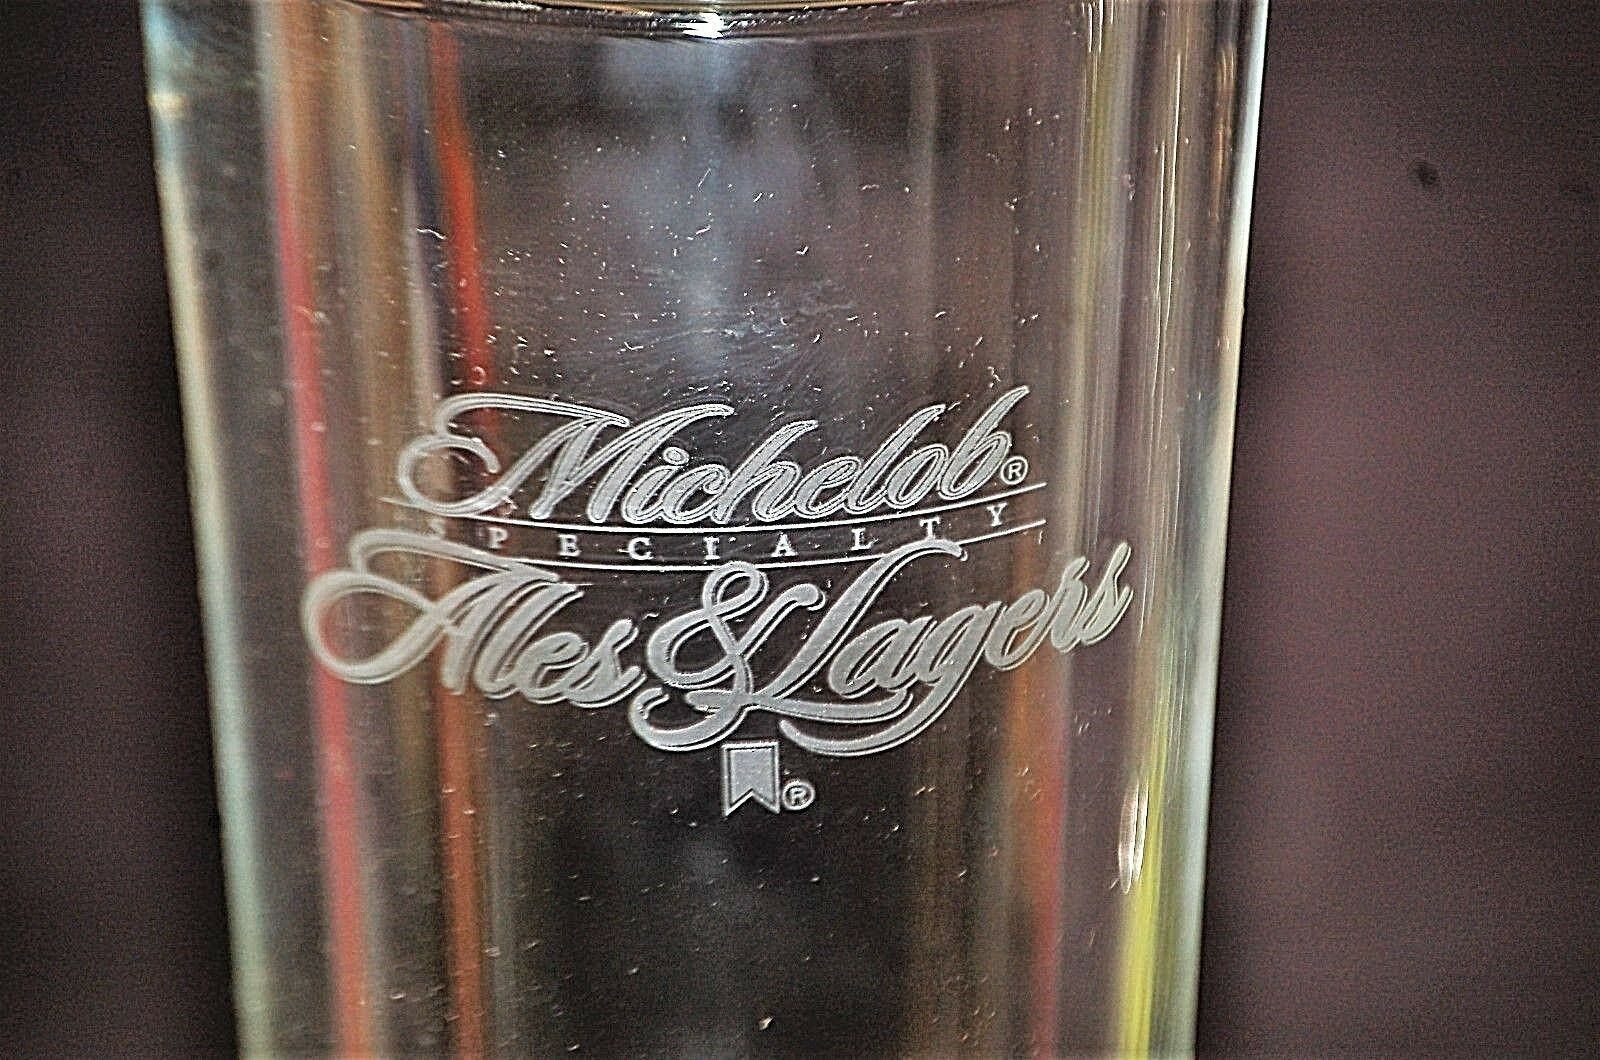 Michelob®
SPECIALTY
Ales & Lagers
®